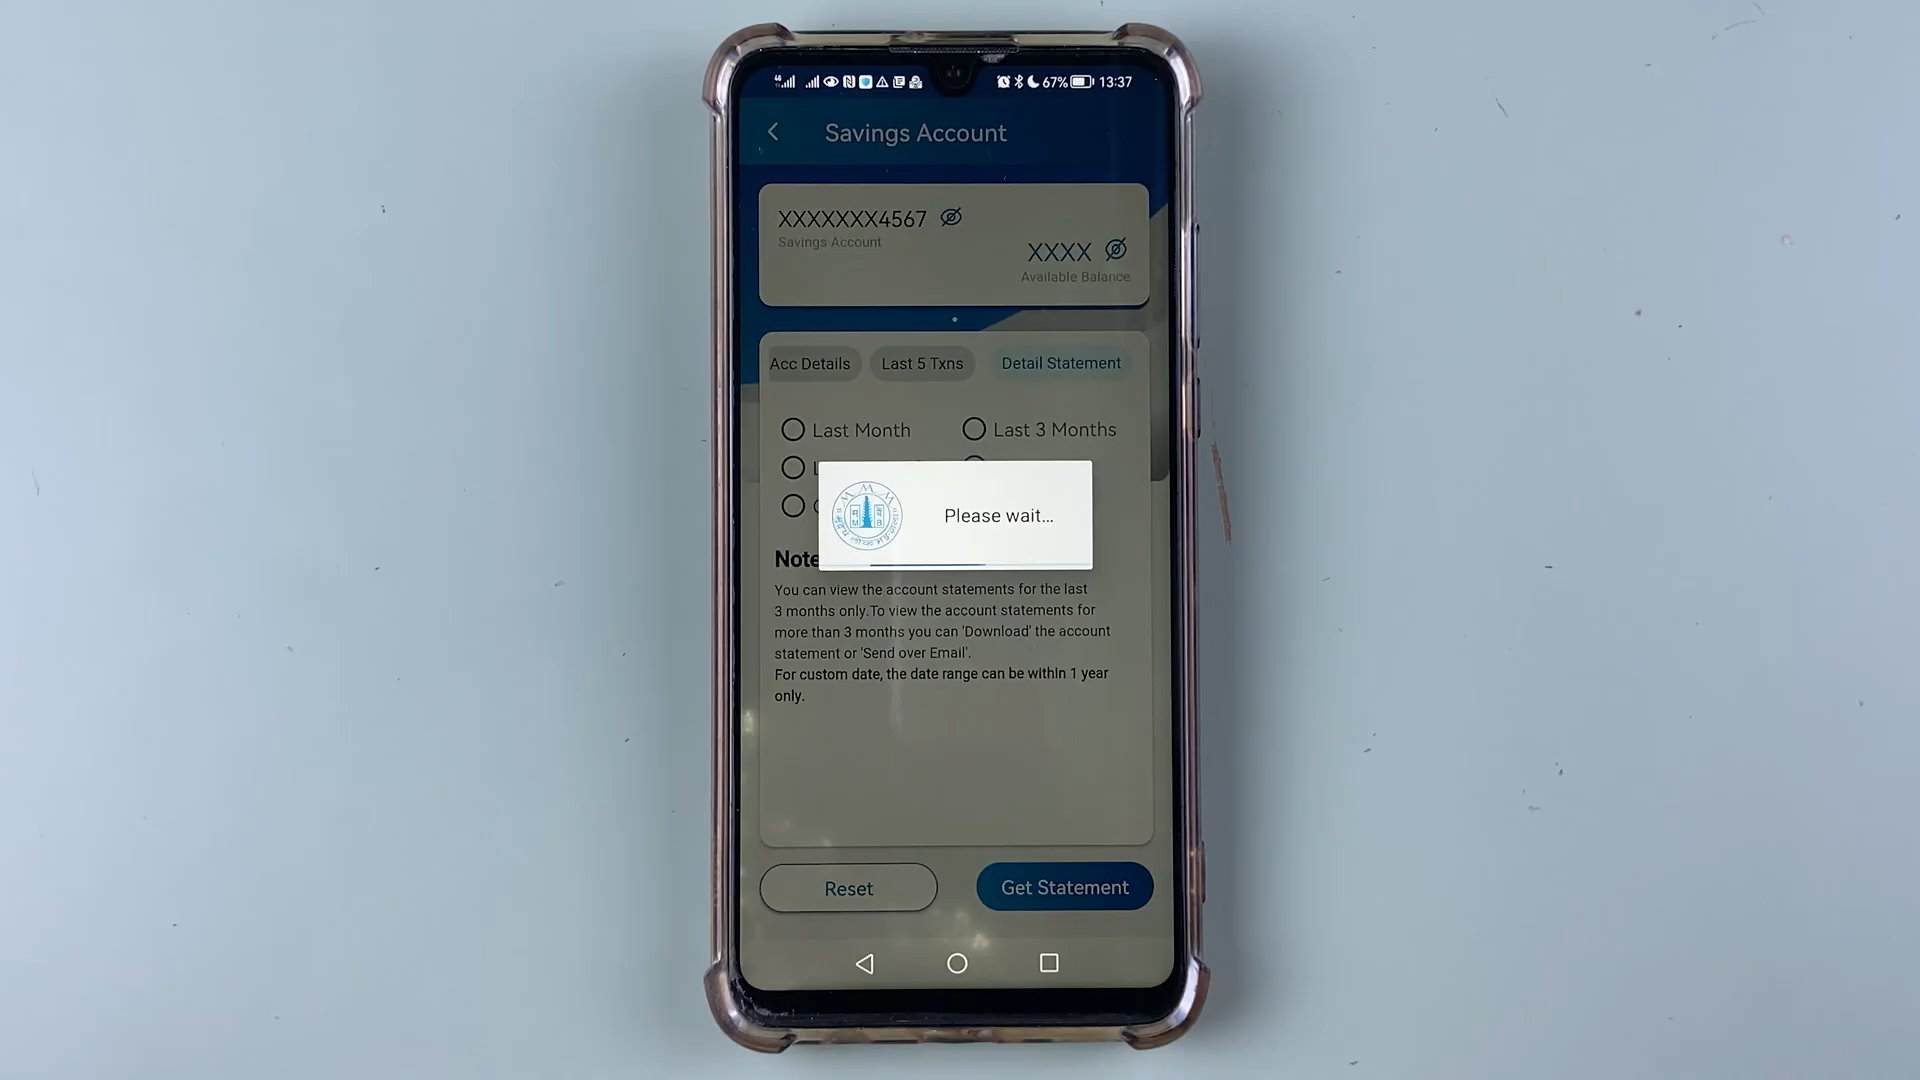 67% 13:37
Savings Account
XXXXXXX4567
Savings Account
XXXX
Available Balance
Acc Details Last 5 Txns Detail Statement
Last Month Last 3 Months
Please wait...
Note
You can view the account statements for the last
3 months only.To view the account statements for
more than 3 months you can 'Download' the account
statement or 'Send over Email'.
For custom date, the date range can be within 1 year
only.
Reset Get Statement